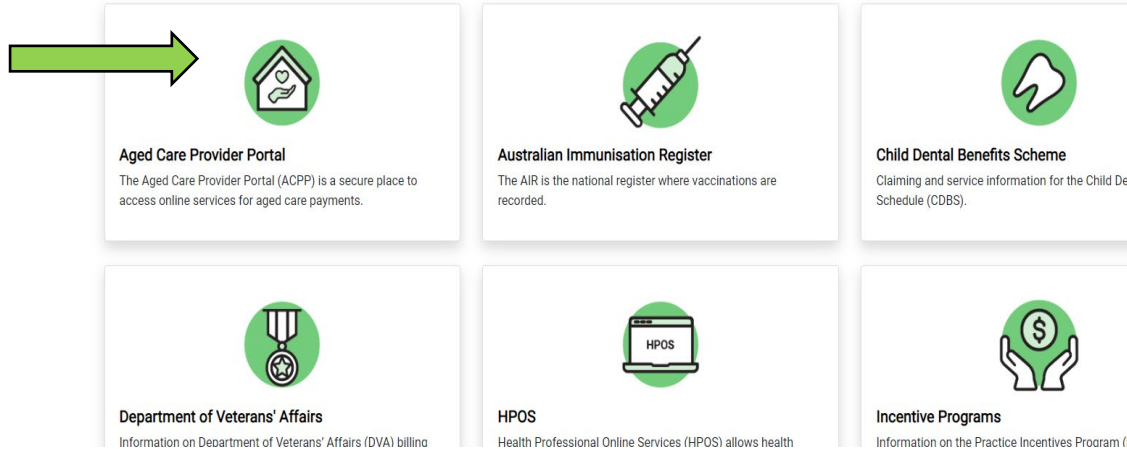 Aged Care Provider Portal
The Aged Care Provider Portal (ACPP) is a secure place to
access online services for aged care payments.
Australian Immunisation Register
The AIR is the national register where vaccinations are
recorded.
Child Dental Benefits Scheme
Claiming and service information for the Child De
Schedule (CDBS).
Department of Veterans' Affairs
Information on Department of Veterans' Affairs (DVA) billing
HPOS
HPOS
Health Professional Online Services (HPOS) allows health
$
Incentive Programs
Information on the Practice Incentives Program (